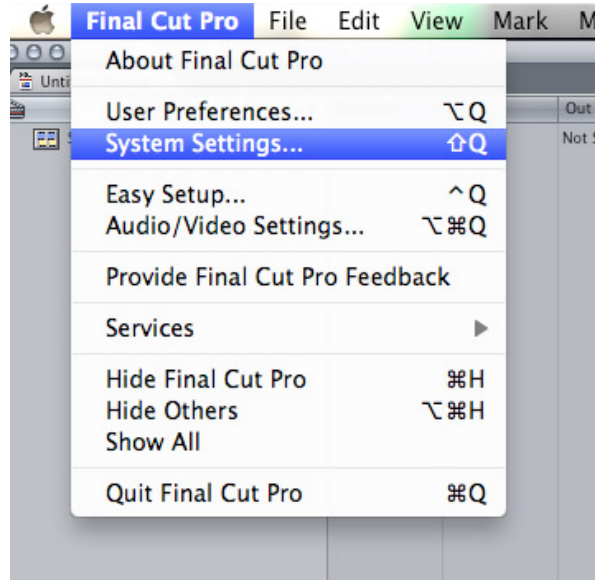 Final Cut Pro File Edit View Mark M
Unti
About Final Cut Pro
Out
User Preferences... ⌥Q
Not
System Settings... ⇧Q
Easy Setup... ^Q
Audio/Video Settings... ⌥⌘Q
Provide Final Cut Pro Feedback
Services ▶
Hide Final Cut Pro ⌘H
Hide Others ⌥⌘H
Show All
Quit Final Cut Pro ⌘Q